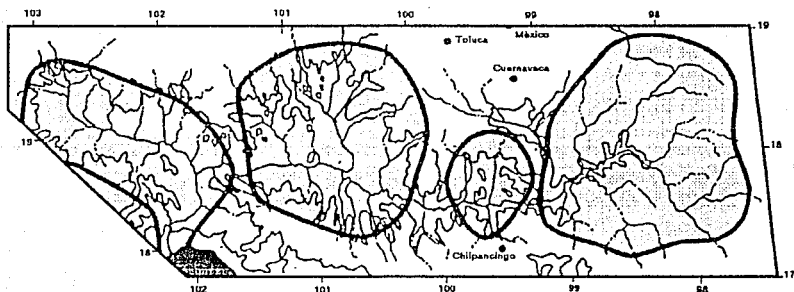 103 102 101 100 99 98 19
Toluca
México
Cuernavaca
19 18
18
Chilpancingo
17
102 101 100 99 98